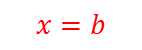 x = b